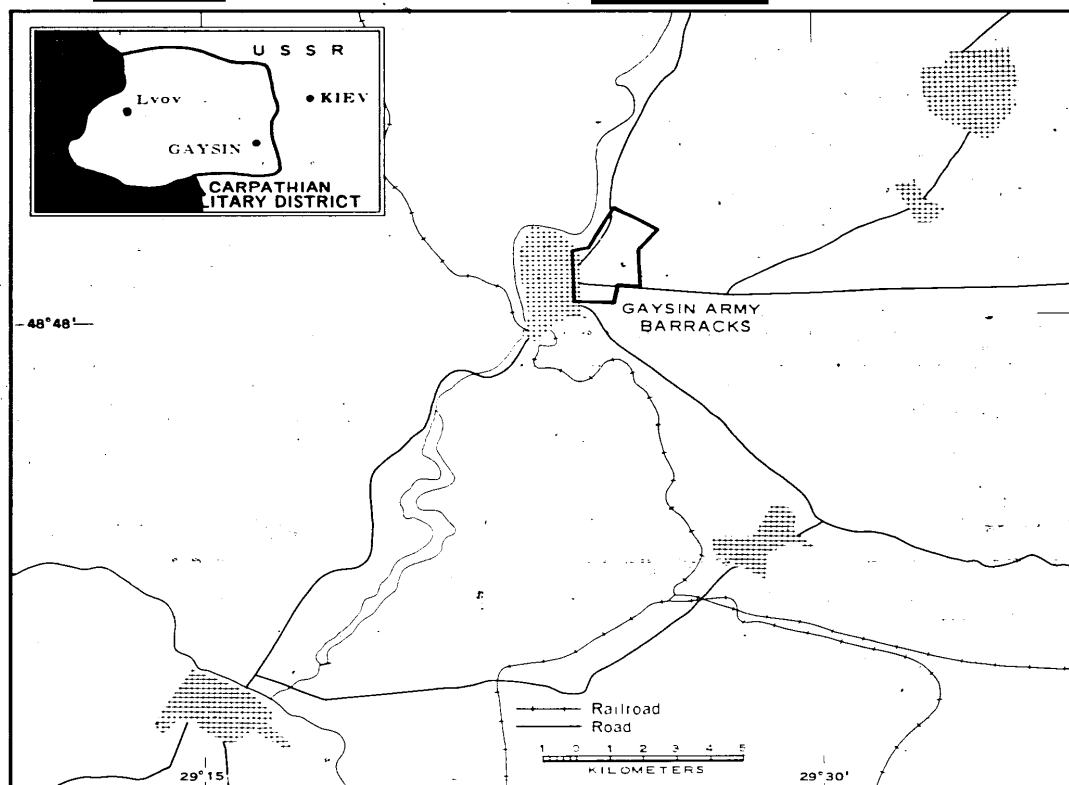 U S S R
Lvov
KIEV
GAYSIN
CARPATHIAN
LITARY DISTRICT
48°48'
GAYSIN ARMY
BARRACKS
Railroad
Road
1 0 1 2 3 4 5
KILOMETERS
29°15
29°30'